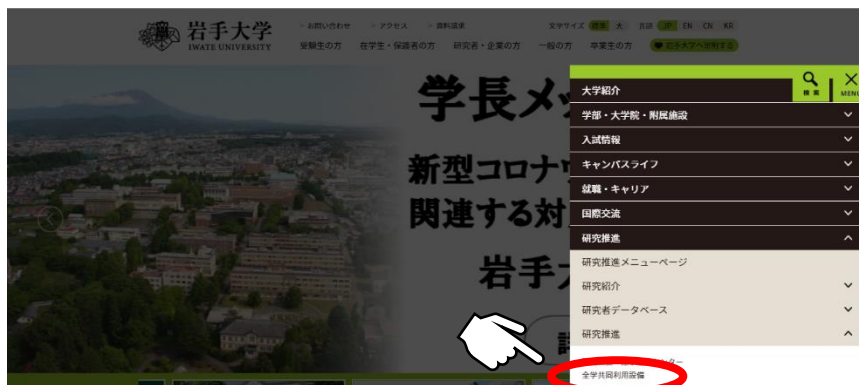 岩手大学
IWATE UNIVERSITY
お問い合わせ アクセス 資料請求 文字サイズ 標準 大 言語 JP EN CN KR
受験生の方 在学生・保護者の方 研究者・企業の方 一般の方 卒業生の方 岩手大学へ寄附する
学長メッ
新型コロナ
関連する対
岩手
検索
MENU
大学紹介
学部・大学院・附属施設
入試情報
キャンパスライフ
就職・キャリア
国際交流
研究推進
研究推進メニューページ
研究紹介
研究者データベース
研究推進
ター
全学共同利用設備